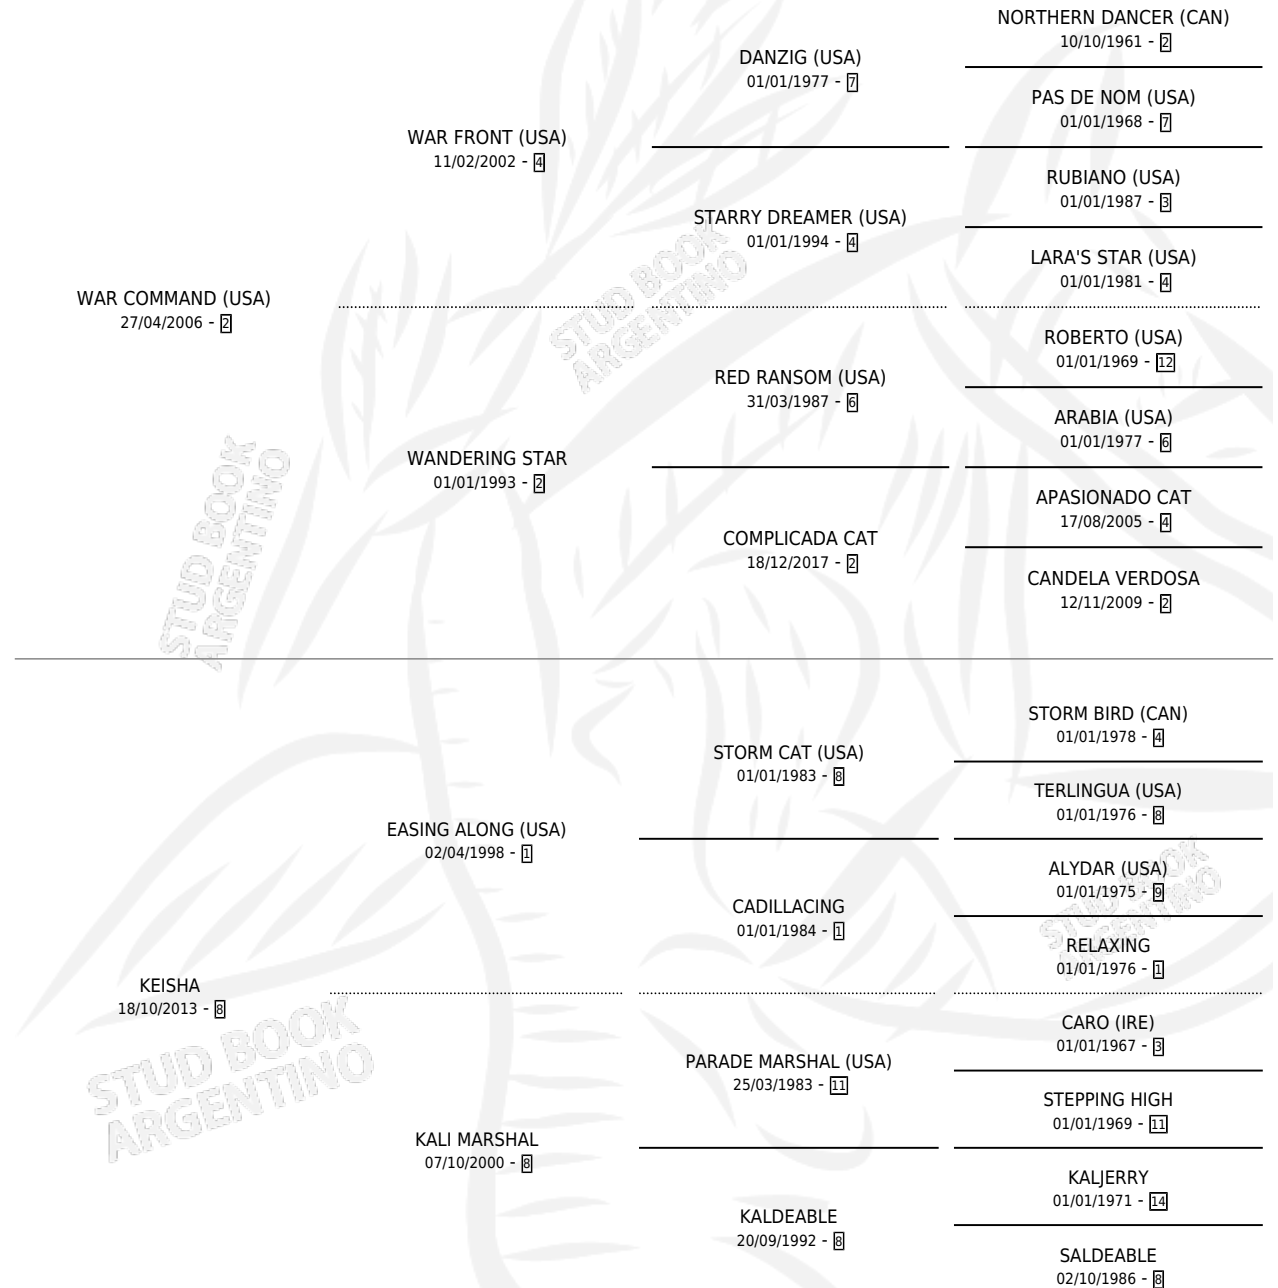 NORTHERN DANCER (CAN)
10/10/1961 - 2
DANZIG (USA)
01/01/1977 - 7
PAS DE NOM (USA)
01/01/1968 - 7
WAR FRONT (USA)
11/02/2002 - 4
RUBIANO (USA)
01/01/1987 - 3
STARRY DREAMER (USA)
01/01/1994 - 4
LARA'S STAR (USA)
01/01/1981 - 4
WAR COMMAND (USA)
27/04/2006 - 2
ROBERTO (USA)
01/01/1969 - 12
RED RANSOM (USA)
31/03/1987 - 6
ARABIA (USA)
01/01/1977 - 6
WANDERING STAR
01/01/1993 - 2
APASIONADO CAT
17/08/2005 - 4
COMPLICADA CAT
18/12/2017 - 2
CANDELA VERDOSA
12/11/2009 - 2
STORM BIRD (CAN)
01/01/1978 - 4
STORM CAT (USA)
01/01/1983 - 8
TERLINGUA (USA)
01/01/1976 - 8
EASING ALONG (USA)
02/04/1998 - 1
ALYDAR (USA)
01/01/1975 - 9
CADILLACING
01/01/1984 - 1
RELAXING
01/01/1976 - 1
KEISHA
18/10/2013 - 8
CARO (IRE)
01/01/1967 - 3
PARADE MARSHAL (USA)
25/03/1983 - 11
STEPPING HIGH
01/01/1969 - 11
KALI MARSHAL
07/10/2000 - 8
KALJERRY
01/01/1971 - 14
KALDEABLE
20/09/1992 - 8
SALDEABLE
02/10/1986 - 8
STUD BOOK
ARGENTINO
STUD BOOK
ARGENTINO
STUD BOOK
ARGENTINO
STUD BOOK
ARGENTINO